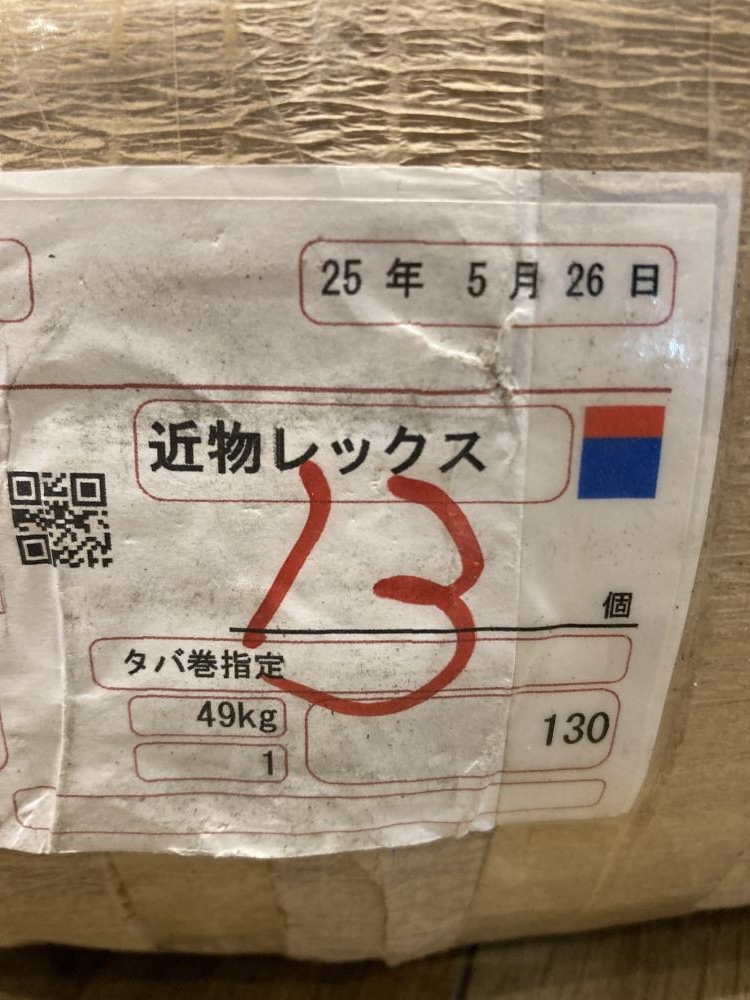 25 年 5 月 26 日
近物レックス
13
個
タバ巻指定
49kg
130
1